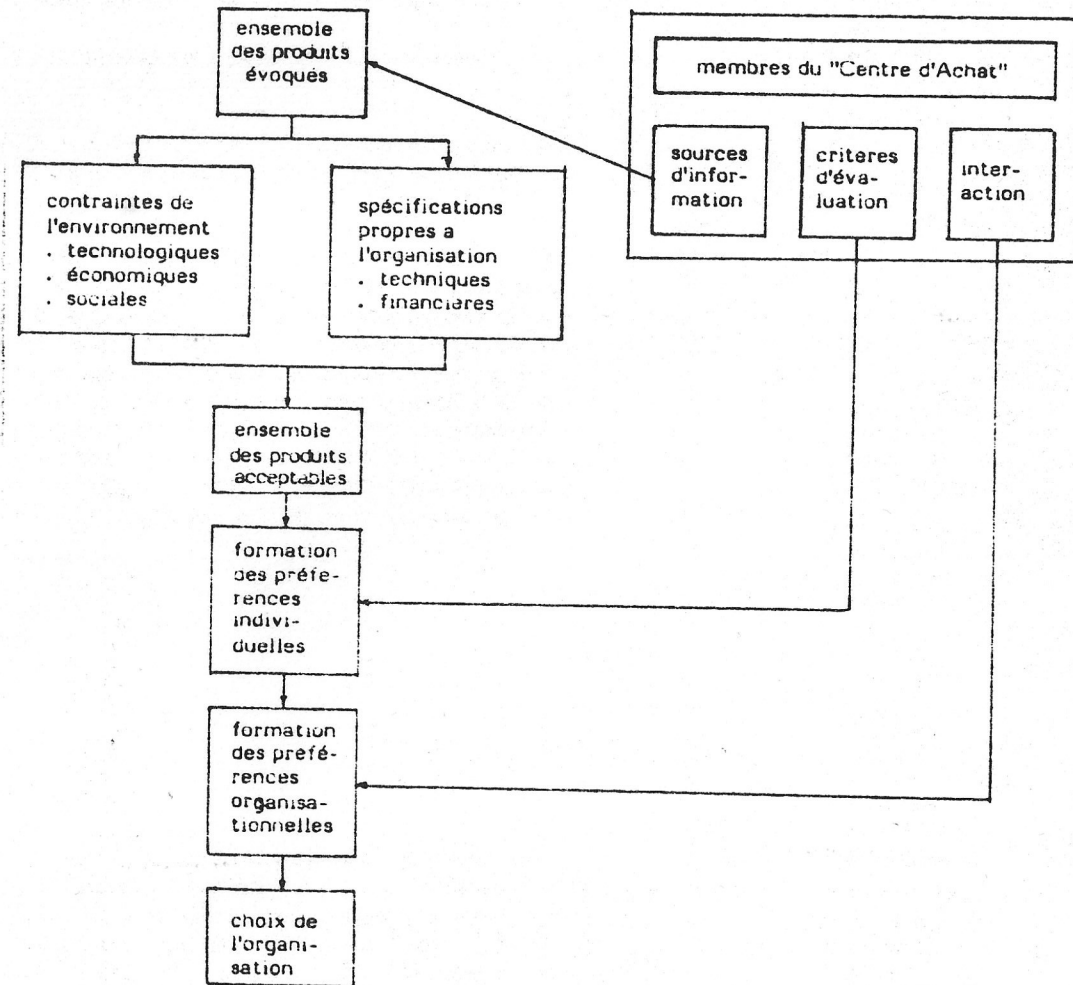 ensemble
des produits
évoqués
membres du "Centre d'Achat"
sources
d'infor-
mation
critères
d'éva-
luation
inter-
action
contraintes de
l'environnement
. technologiques
. économiques
. sociales
spécifications
propres a
l'organisation
. techniques
. financières
ensemble
des produits
acceptables
formation
des préfe-
rences
indivi-
duelles
formation
des prefé-
rences
organisa-
tionnelles
choix de
l'organi-
sation